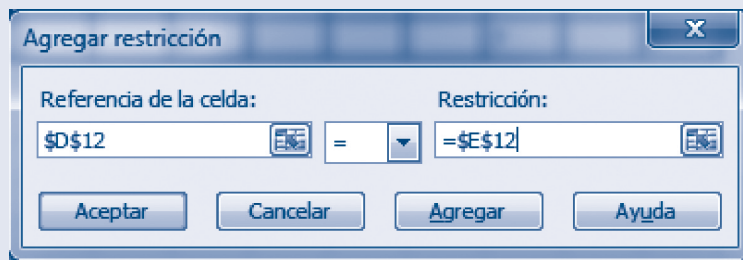 Agregar restricción
X
Referencia de la celda: Restricción:
$D$12 = =$E$12
Aceptar Cancelar Agregar Ayuda